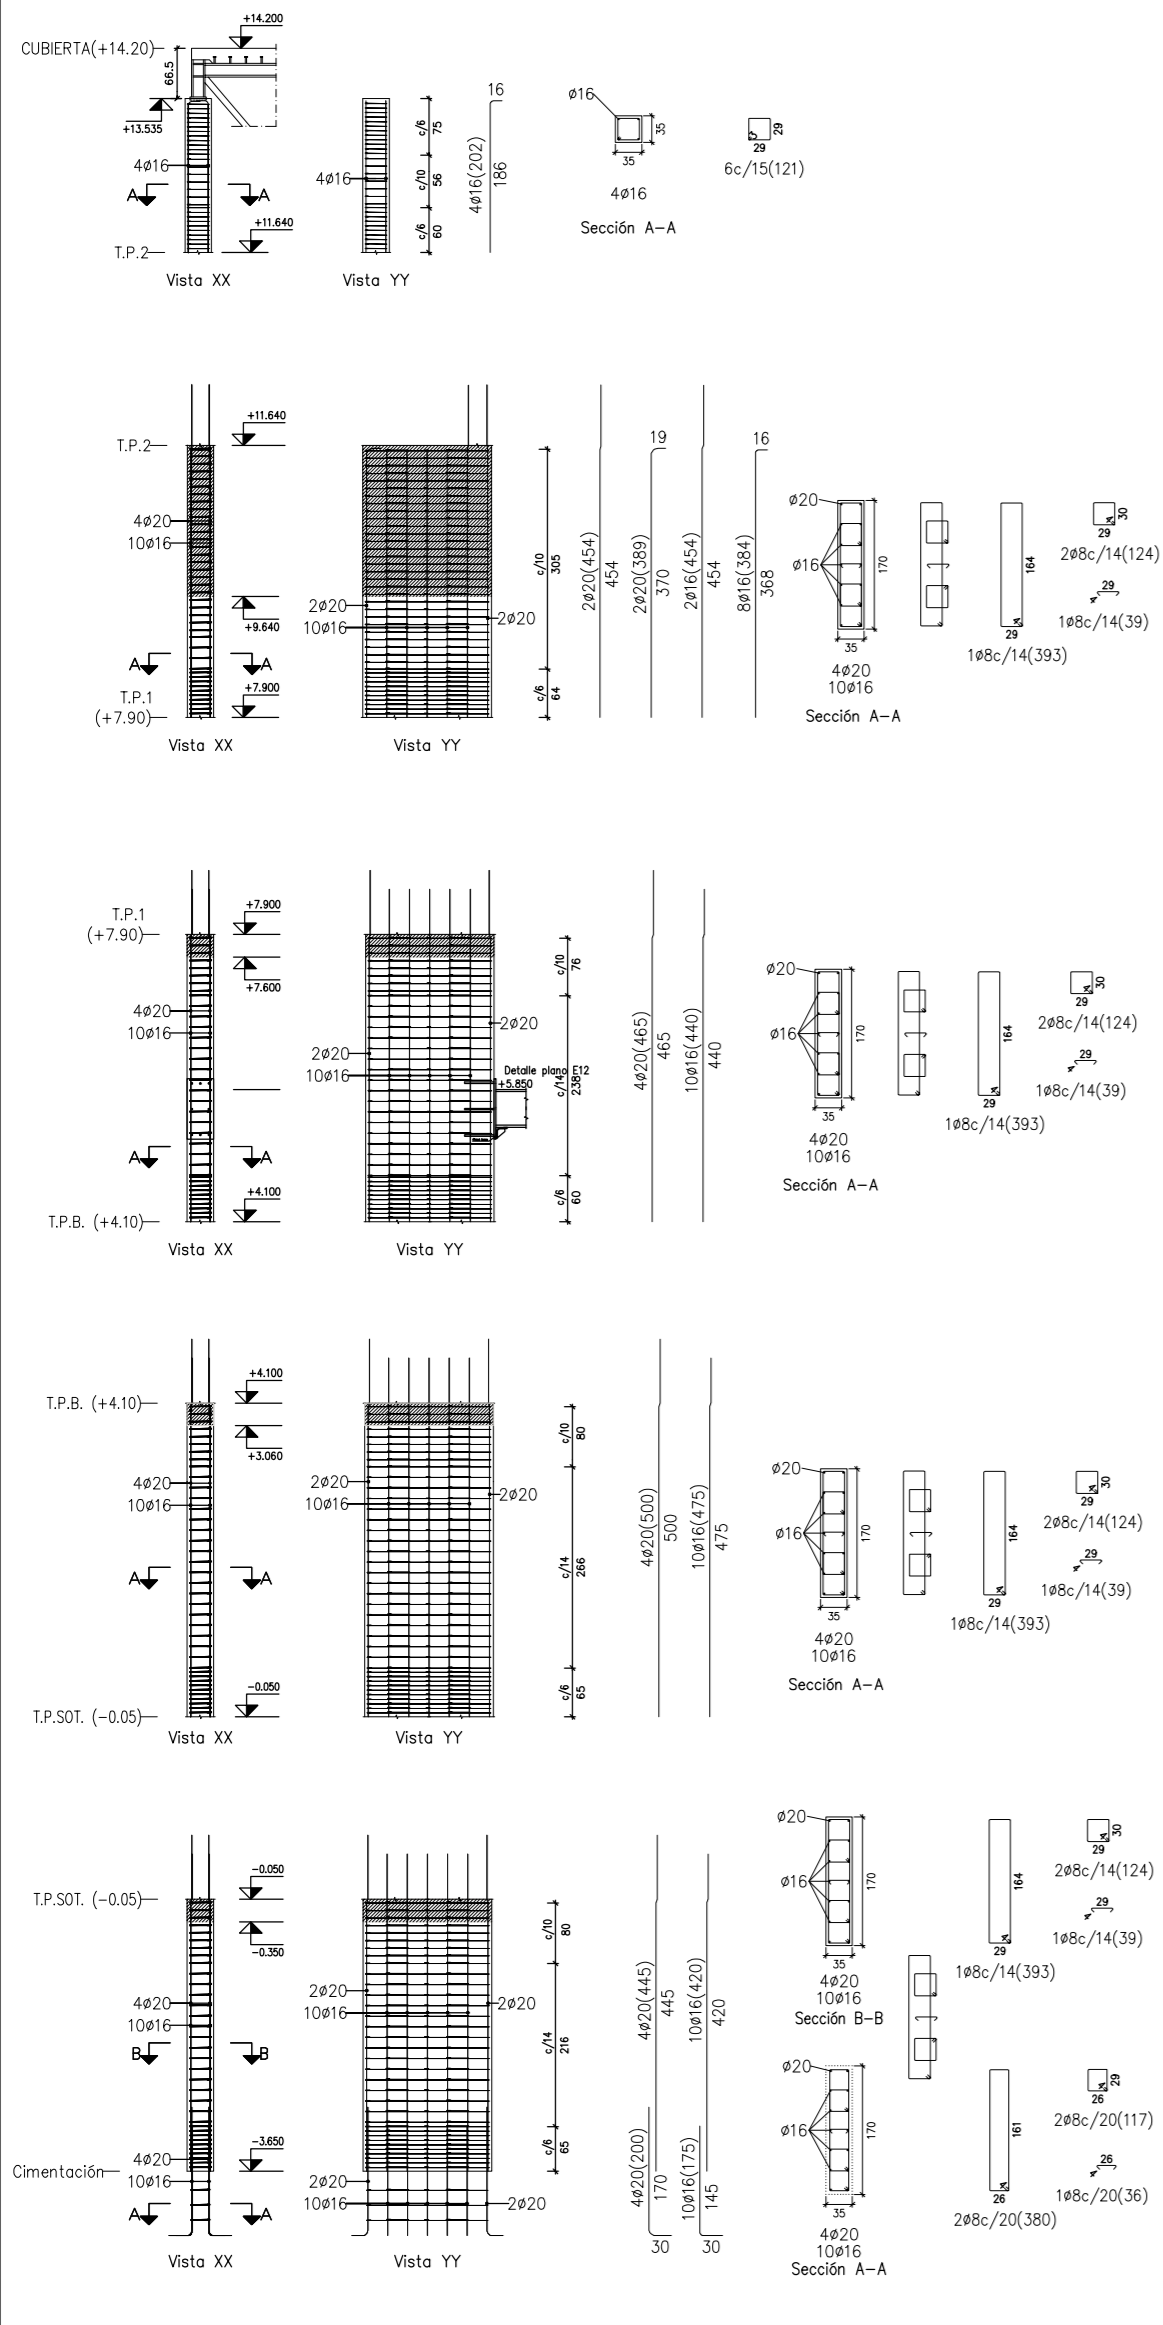 +14.200
CUBIERTA(+14.20)
66.5
+13.535
4ø16
A A
+11.640
T.P.2
Vista XX
4ø16
c/6 75
c/10 56
c/6 60
Vista YY
16
4ø16(202)
186
ø16
35
35
4ø16
Sección A-A
29
29
6c/15(121)
T.P.2
+11.640
4ø20
10ø16
+9.640
A A
T.P.1
(+7.90)
+7.900
Vista XX
2ø20
10ø16
2ø20
c/10 305
c/6 64
Vista YY
2ø20(454)
454
19
2ø20(389)
370
2ø16(454)
454
16
8ø16(384)
368
ø20
ø16
170
35
4ø20
10ø16
Sección A-A
164
29
1ø8c/14(393)
30
29
2ø8c/14(124)
29
1ø8c/14(39)
T.P.1
(+7.90)
+7.900
+7.600
4ø20
10ø16
A A
+4.100
T.P.B. (+4.10)
Vista XX
2ø20
2ø20
10ø16
Detalle plano E12
+5.850
c/10 76
c/14 238
c/6 60
Vista YY
4ø20(465)
465
10ø16(440)
440
ø20
ø16
170
35
4ø20
10ø16
Sección A-A
164
29
1ø8c/14(393)
30
29
2ø8c/14(124)
29
1ø8c/14(39)
T.P.B. (+4.10)
+4.100
+3.060
4ø20
10ø16
A A
-0.050
T.P.SOT. (-0.05)
Vista XX
2ø20
10ø16
2ø20
c/10 80
c/14 266
c/6 65
Vista YY
4ø20(500)
500
10ø16(475)
475
ø20
ø16
170
35
4ø20
10ø16
Sección A-A
164
29
1ø8c/14(393)
30
29
2ø8c/14(124)
29
1ø8c/14(39)
T.P.SOT. (-0.05)
-0.050
-0.350
4ø20
10ø16
B B
4ø20
-3.650
Cimentación
10ø16
A A
Vista XX
2ø20
10ø16
2ø20
2ø20
10ø16
2ø20
c/10 80
c/14 216
c/6 65
Vista YY
4ø20(445)
445
10ø16(420)
420
4ø20(200)
170
30
10ø16(175)
145
30
ø20
ø16
170
35
4ø20
10ø16
Sección B-B
164
29
1ø8c/14(393)
30
29
2ø8c/14(124)
29
1ø8c/14(39)
ø20
ø16
170
35
4ø20
10ø16
Sección A-A
161
26
2ø8c/20(380)
29
26
2ø8c/20(117)
26
1ø8c/20(36)